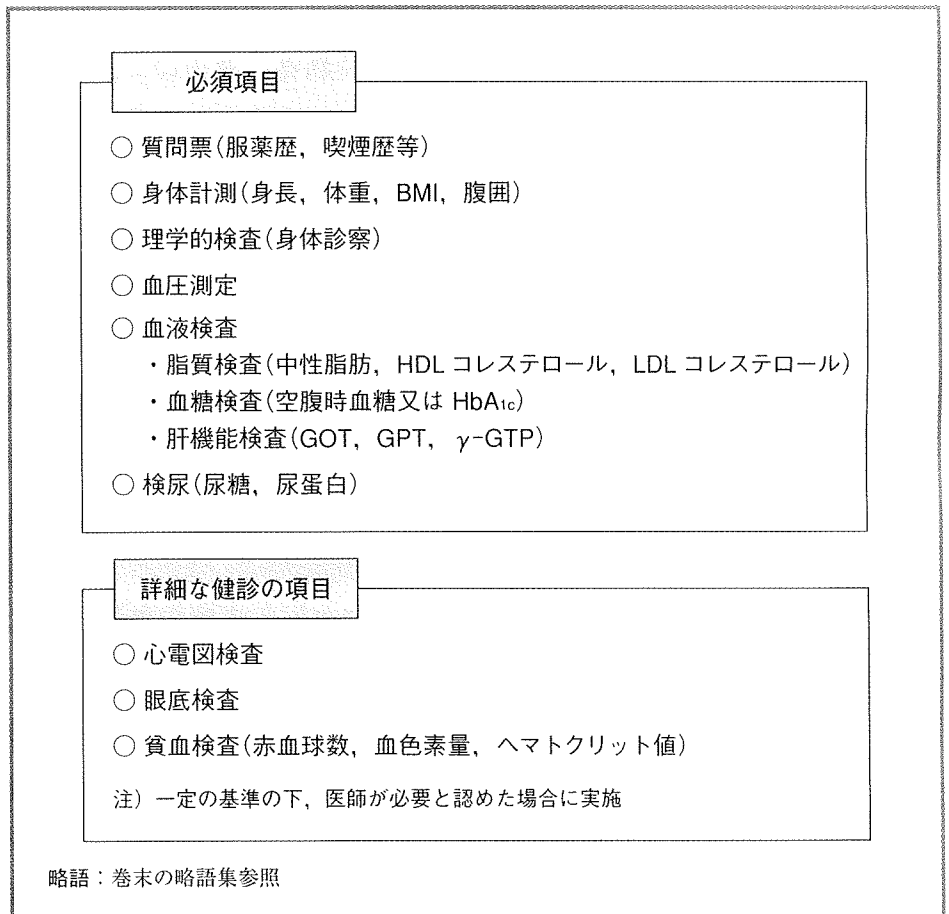 必須項目
○ 質問票(服薬歴，喫煙歴等)
○ 身体計測(身長，体重，BMI，腹囲)
○ 理学的検査(身体診察)
○ 血圧測定
○ 血液検査
・脂質検査(中性脂肪，HDL コレステロール，LDL コレステロール)
・血糖検査(空腹時血糖又は HbA1c)
・肝機能検査(GOT，GPT，γ-GTP)
○ 検尿(尿糖，尿蛋白)
詳細な健診の項目
○ 心電図検査
○ 眼底検査
○ 貧血検査(赤血球数，血色素量，ヘマトクリット値)
注) 一定の基準の下，医師が必要と認めた場合に実施
略語：巻末の略語集参照